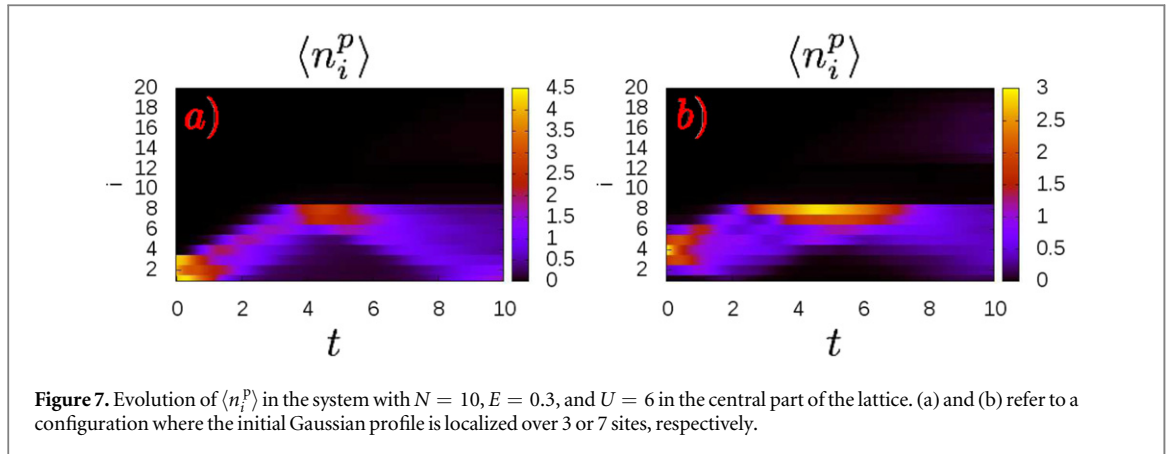 ⟨n_i^p⟩ ⟨n_i^p⟩
a) b)
20 18 16 14 12 10 8 6 4 2
i
4.5 4 3.5 3 2.5 2 1.5 1 0.5 0
20 18 16 14 12 10 8 6 4 2
i
3 2.5 2 1.5 1 0.5 0
0 2 4 6 8 10 0 2 4 6 8 10
t t
Figure 7. Evolution of ⟨n_i^p⟩ in the system with N = 10, E = 0.3, and U = 6 in the central part of the lattice. (a) and (b) refer to a
configuration where the initial Gaussian profile is localized over 3 or 7 sites, respectively.